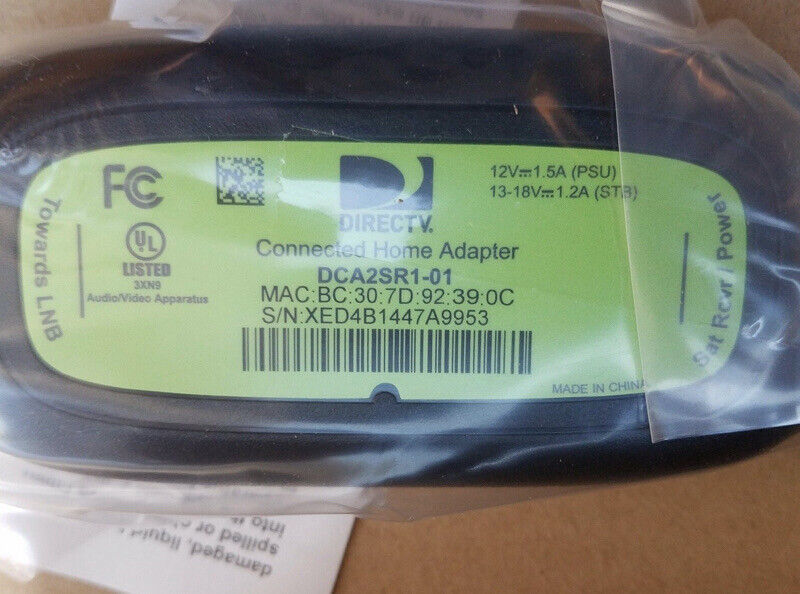 FC
12V⎓1.5A (PSU)
13-18V⎓1.2A (STB)
UL
LISTED
3XN9
Audio/Video Apparatus
DIRECTV.
Connected Home Adapter
DCA2SR1-01
MAC:BC:30:7D:92:39:0C
S/N:XED4B1447A9953
MADE IN CHINA
Towards LNB
Sat Rcvr / Power
damaged, liquid
spilled or
into